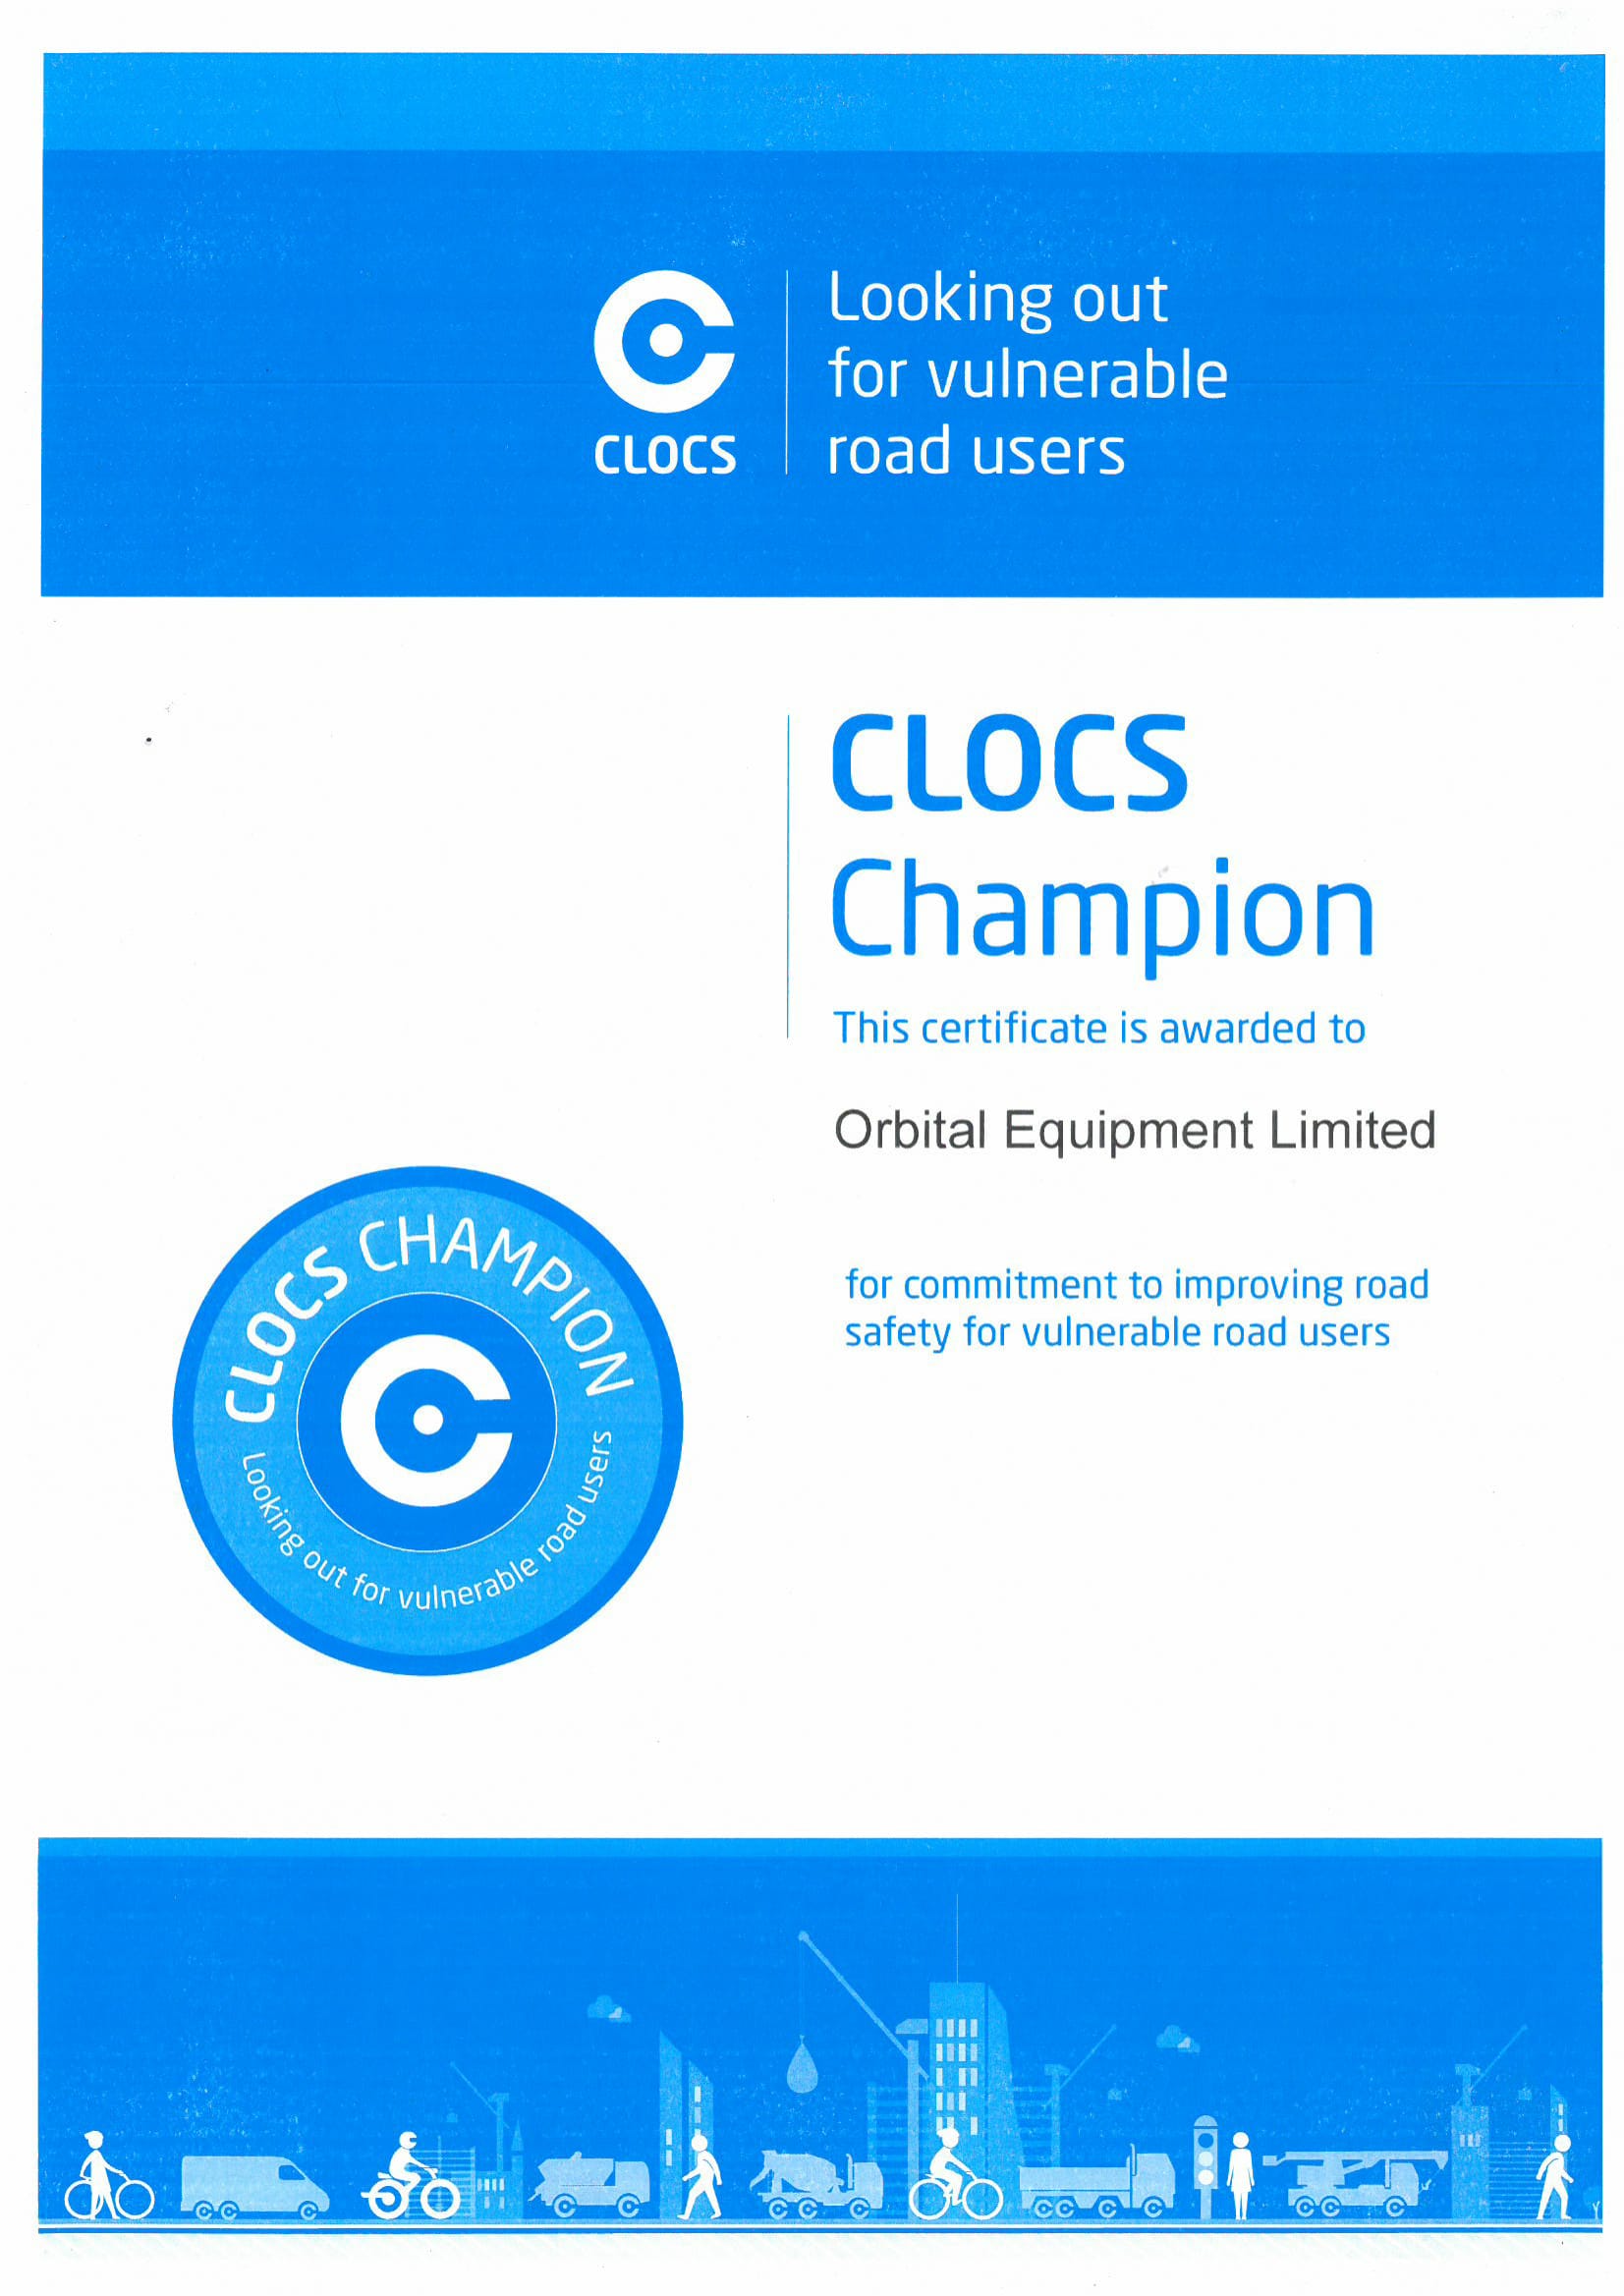 Looking out
for vulnerable
road users
CLOCS
CLOCS
Champion
This certificate is awarded to
Orbital Equipment Limited
for commitment to improving road
safety for vulnerable road users
CLOCS CHAMPION
Looking out for vulnerable road users